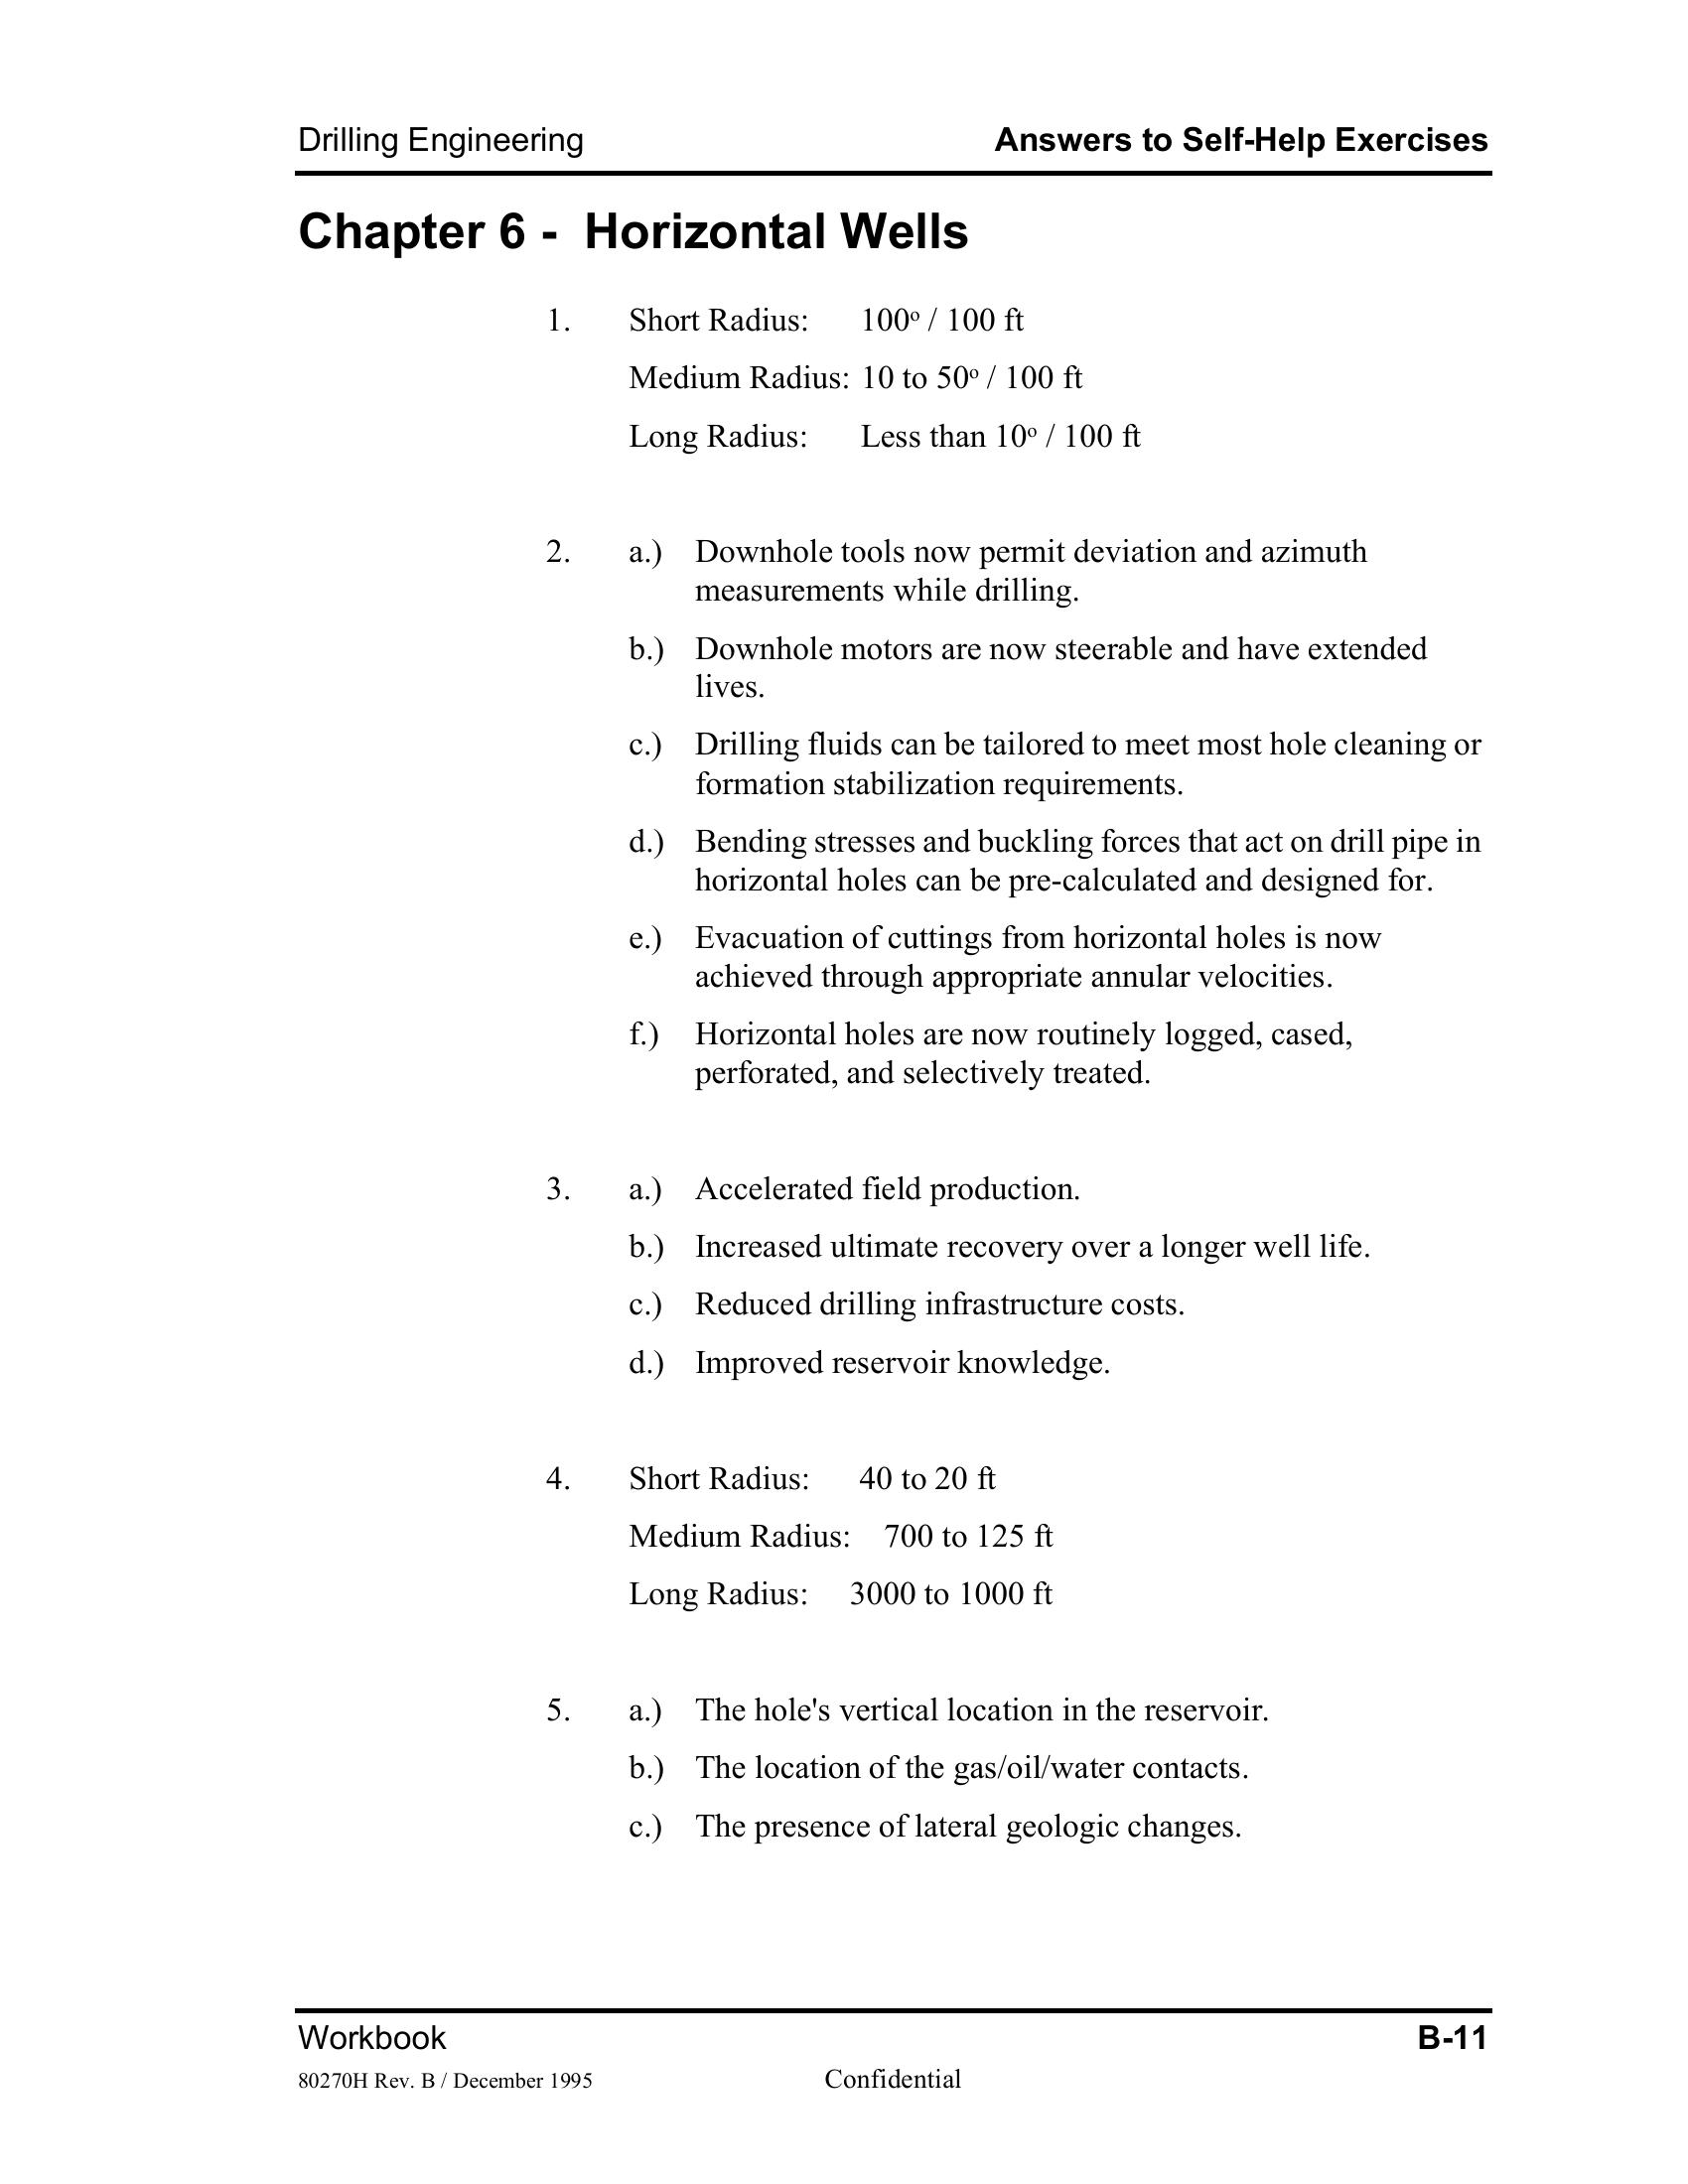 Drilling Engineering Answers to Self-Help Exercises
Chapter 6 - Horizontal Wells
1. Short Radius: 100º / 100 ft
Medium Radius: 10 to 50º / 100 ft
Long Radius: Less than 10º / 100 ft
2. a.) Downhole tools now permit deviation and azimuth
measurements while drilling.
b.) Downhole motors are now steerable and have extended
lives.
c.) Drilling fluids can be tailored to meet most hole cleaning or
formation stabilization requirements.
d.) Bending stresses and buckling forces that act on drill pipe in
horizontal holes can be pre-calculated and designed for.
e.) Evacuation of cuttings from horizontal holes is now
achieved through appropriate annular velocities.
f.) Horizontal holes are now routinely logged, cased,
perforated, and selectively treated.
3. a.) Accelerated field production.
b.) Increased ultimate recovery over a longer well life.
c.) Reduced drilling infrastructure costs.
d.) Improved reservoir knowledge.
4. Short Radius: 40 to 20 ft
Medium Radius: 700 to 125 ft
Long Radius: 3000 to 1000 ft
5. a.) The hole's vertical location in the reservoir.
b.) The location of the gas/oil/water contacts.
c.) The presence of lateral geologic changes.
Workbook B-11
80270H Rev. B / December 1995 Confidential